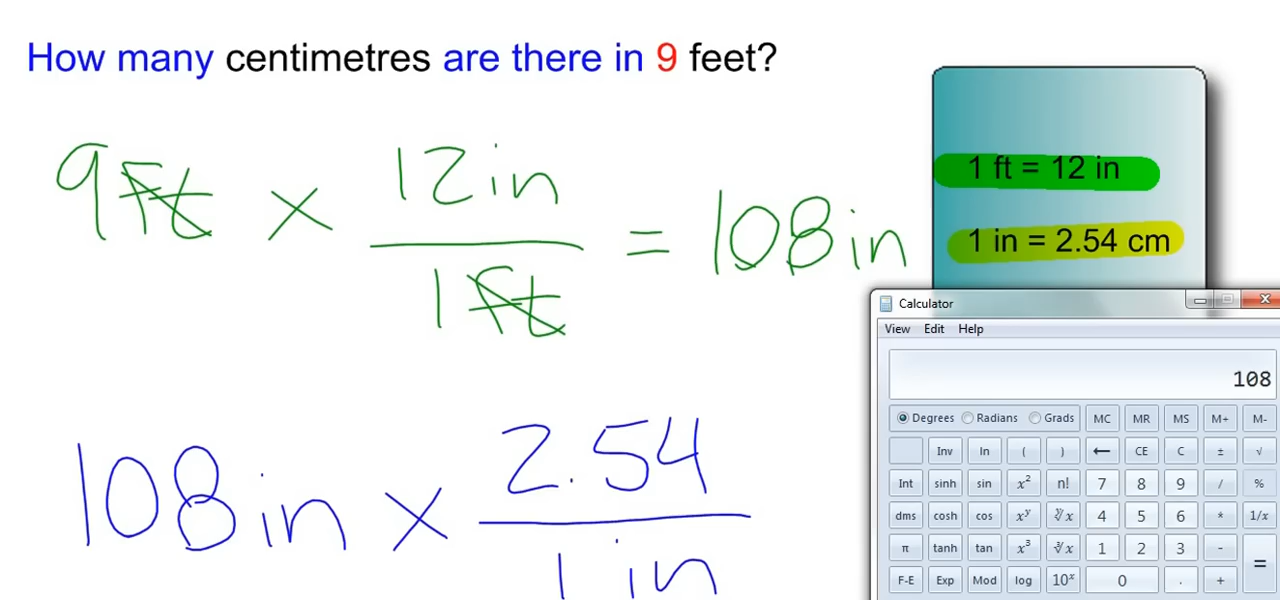 How many centimetres are there in 9 feet?
9ft × 12in / 1ft = 108in
1 ft = 12 in
1 in = 2.54 cm
108in × 2.54 / 1 in
Calculator
View Edit Help
108
Degrees Radians Grads MC MR MS M+ M-
Inv ln ( ) ← CE C ± √
Int sinh sin x² n! 7 8 9 / %
dms cosh cos xʸ ʸ√x 4 5 6 * 1/x
π tanh tan x³ ³√x 1 2 3 - =
F-E Exp Mod log 10ˣ 0 . +